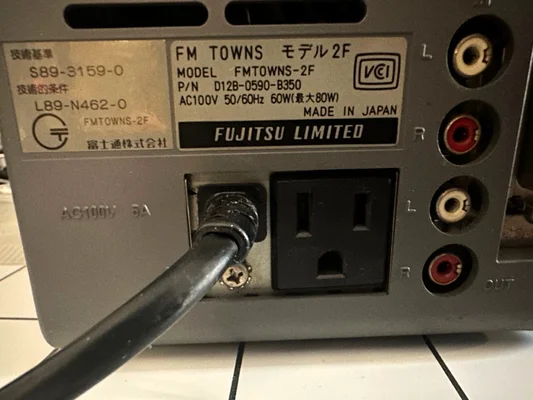 技術基準
S89-3159-0
技術的条件
L89-N462-0
FMTOWNS-2F
富士通株式会社
FM TOWNS モデル2F
MODEL FMTOWNS-2F
P/N D12B-0590-B350
AC100V 50/60Hz 60W(最大80W)
MADE IN JAPAN
VCI
FUJITSU LIMITED
AC100V 6A
L
R
L
R
OUT